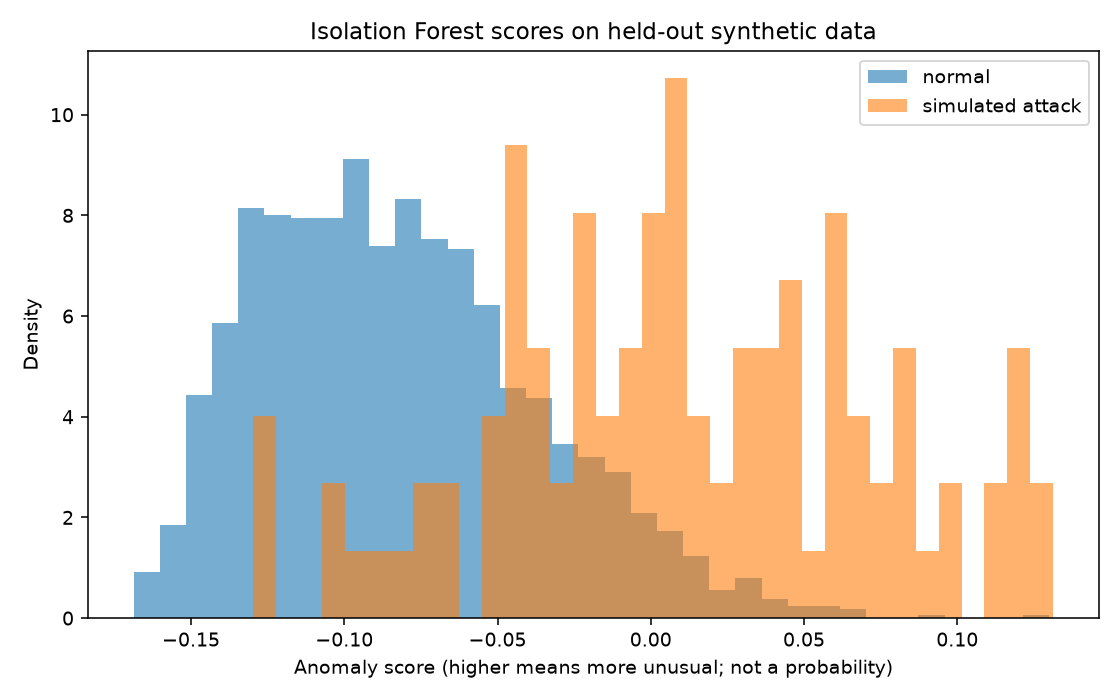 Isolation Forest scores on held-out synthetic data
normal
simulated attack
Density
10
8
6
4
2
0
−0.15
−0.10
−0.05
0.00
0.05
0.10
Anomaly score (higher means more unusual; not a probability)